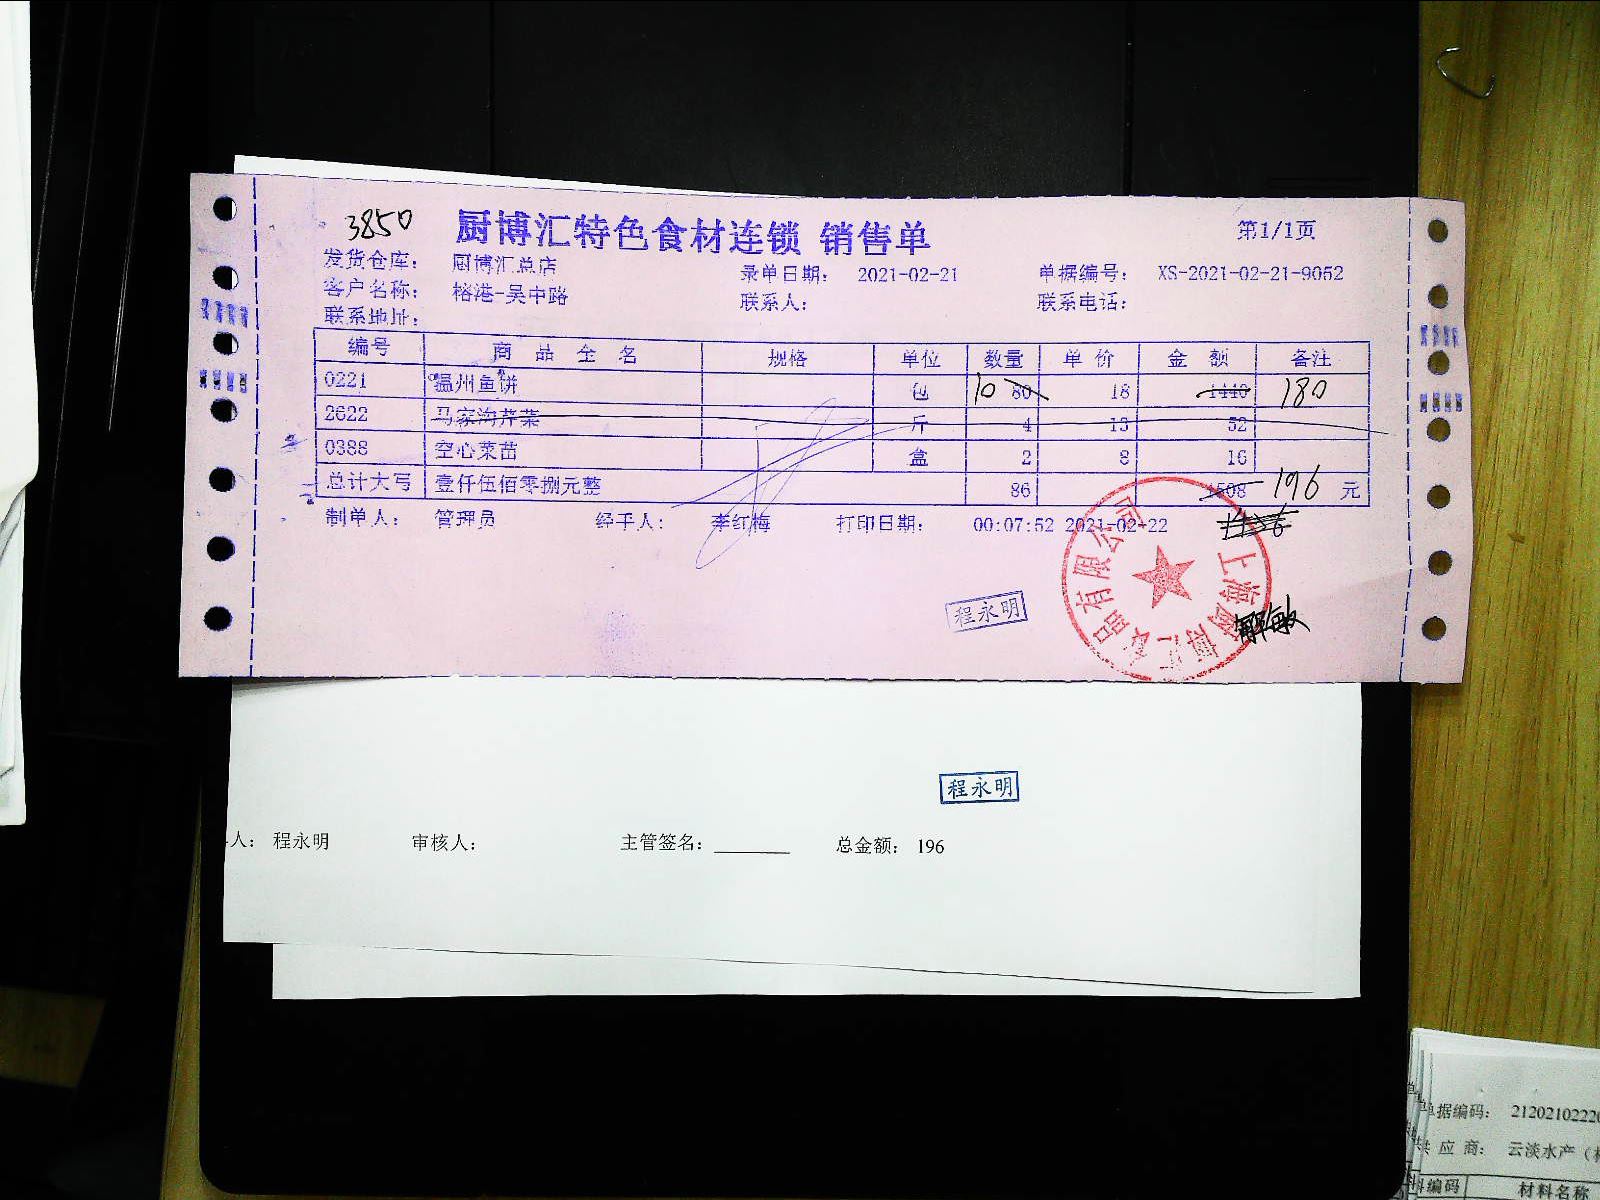 3850
厨博汇特色食材连锁 销售单
第1/1页
发货仓库： 厨博汇总店 录单日期： 2021-02-21 单据编号： XS-2021-02-21-9052
客户名称： 榕港-吴中路 联系人： 联系电话：
联系地址：
编号 商品全名 规格 单位 数量 单价 金额 备注
0221 温州鱼饼 包 10 80 18 1440 180
2622 马家沟芹菜 斤 4 13 52
0388 空心菜苗 盒 2 8 16
总计大写 壹仟伍佰零捌元整 86 1508 196 元
制单人： 管理员 经手人： 李红梅 打印日期： 00:07:52 2021-02-22
程永明
程永明
人： 程永明 审核人： 主管签名： 总金额： 196
单据编码： 2120210222
供应商： 云淡水产（
编码 材料名称